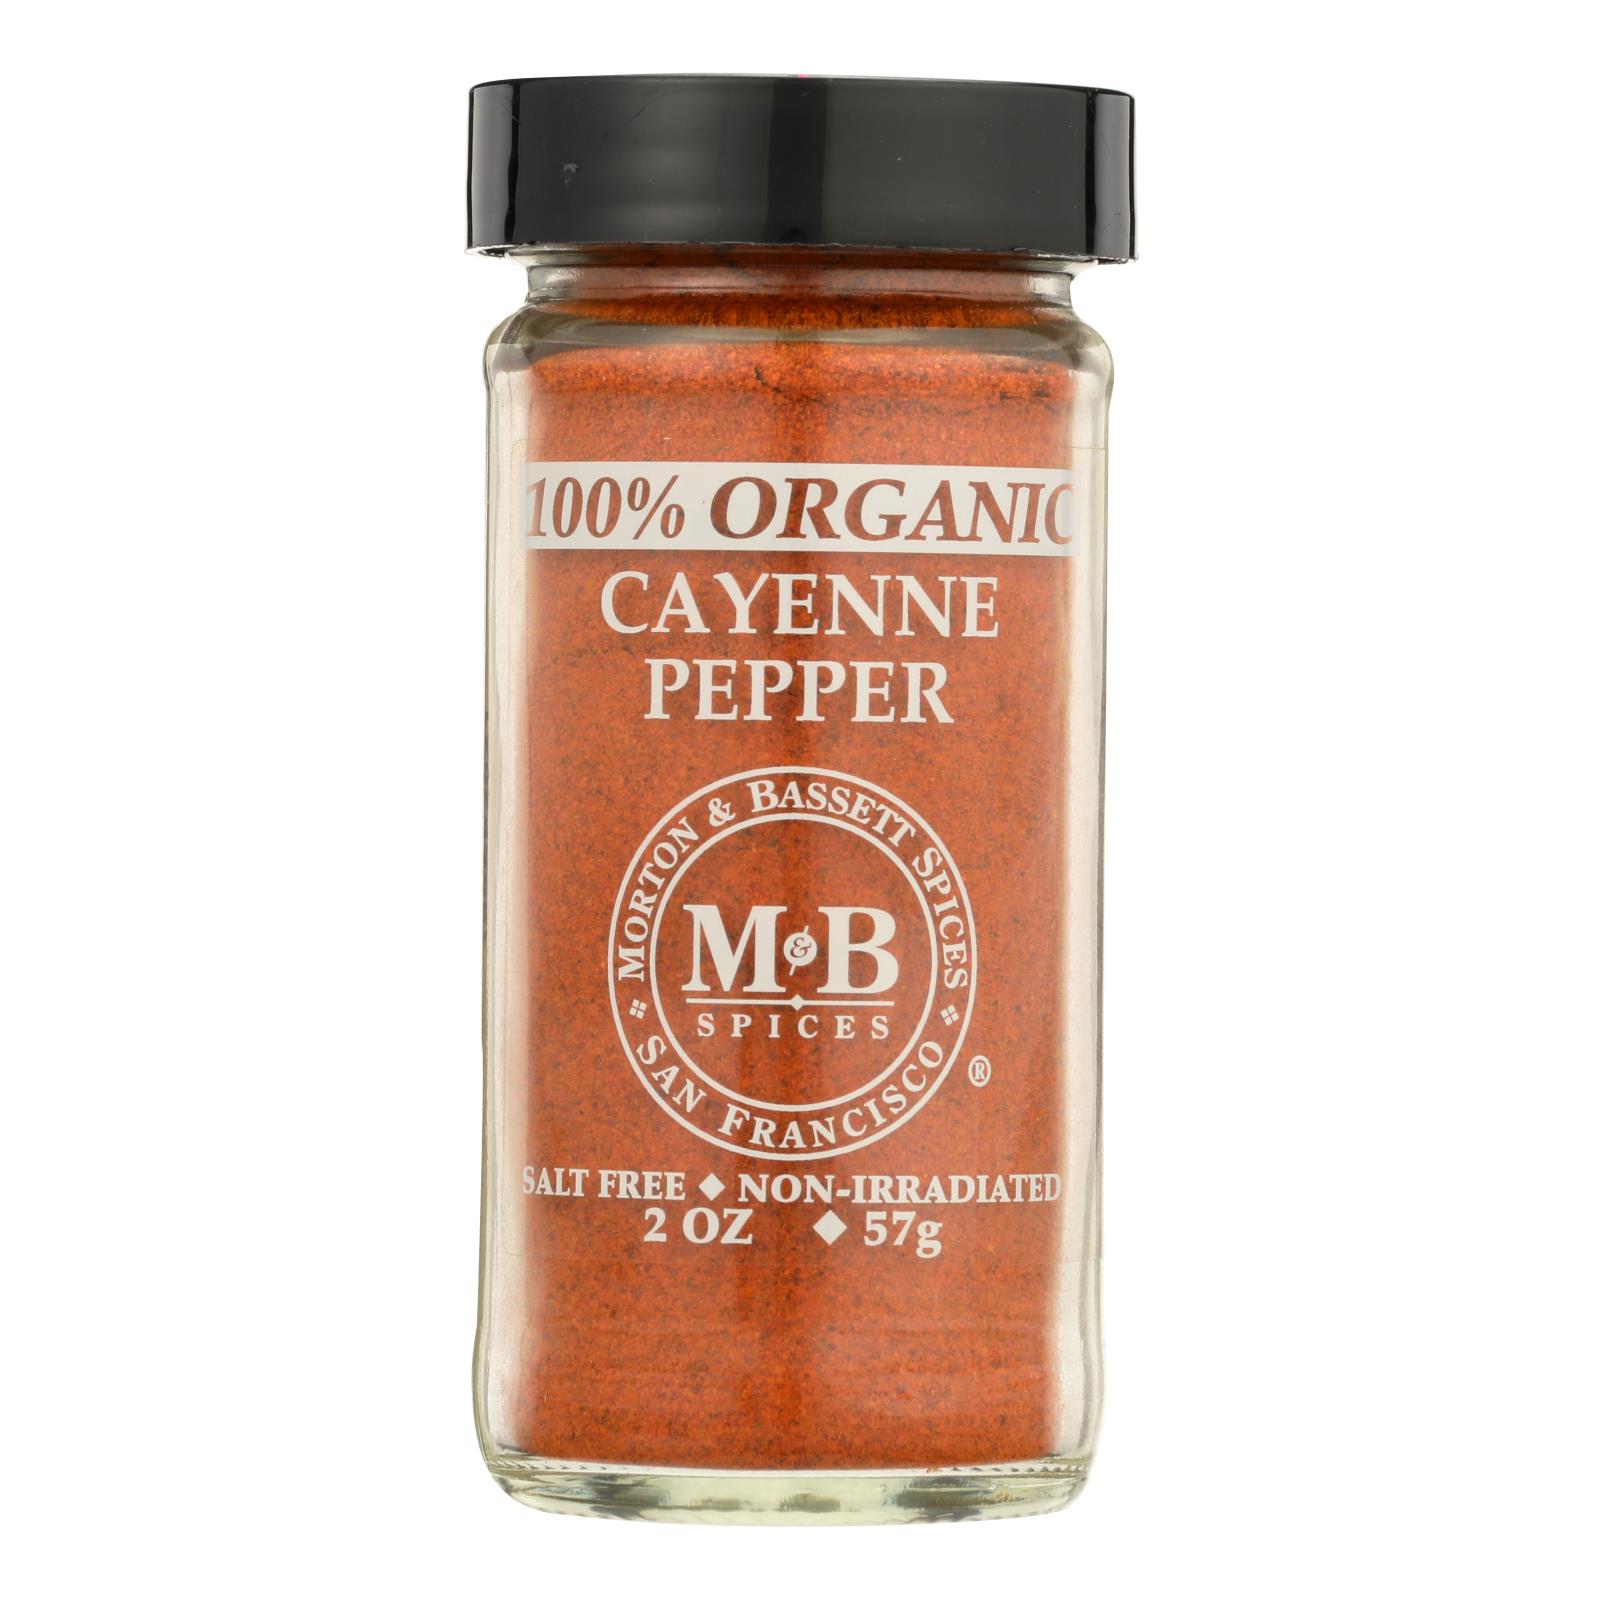 100% ORGANIC
CAYENNE
PEPPER
MORTON & BASSETT SPICES
M&B
SPICES
SAN FRANCISCO
®
SALT FREE ◆ NON-IRRADIATED
2 OZ ◆ 57g